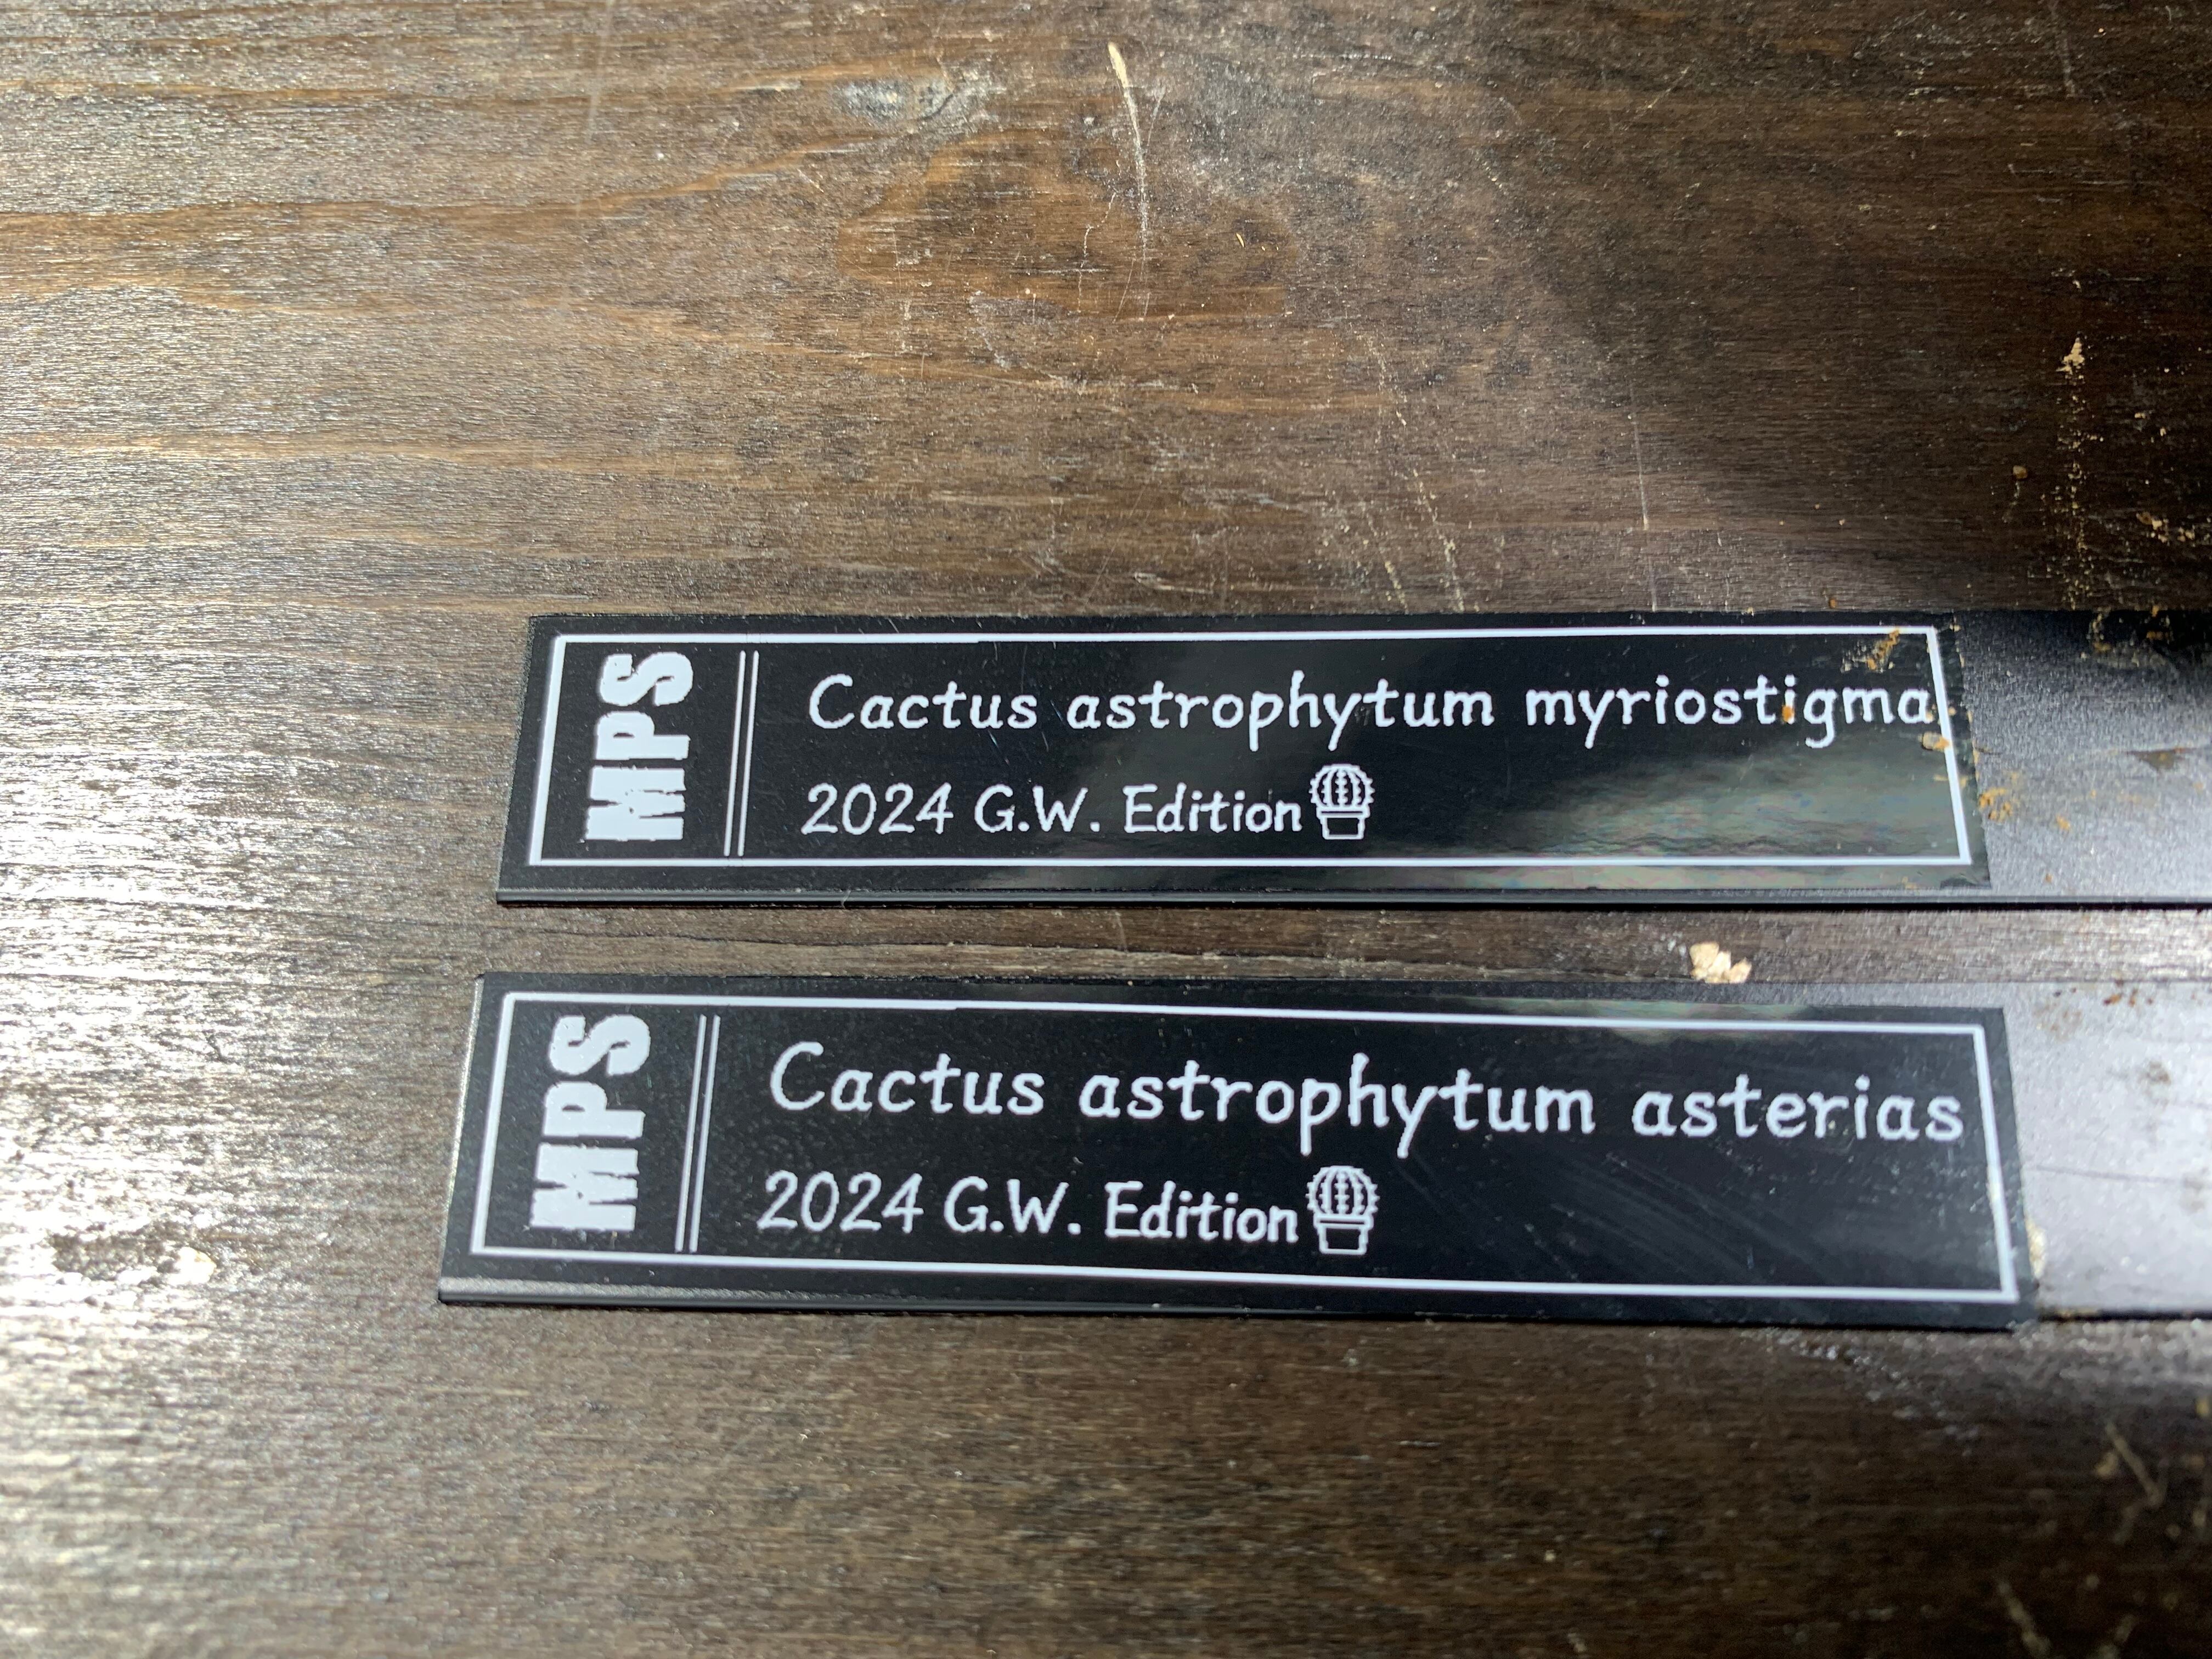 MPS
Cactus astrophytum myriostigma
2024 G.W. Edition
MPS
Cactus astrophytum asterias
2024 G.W. Edition